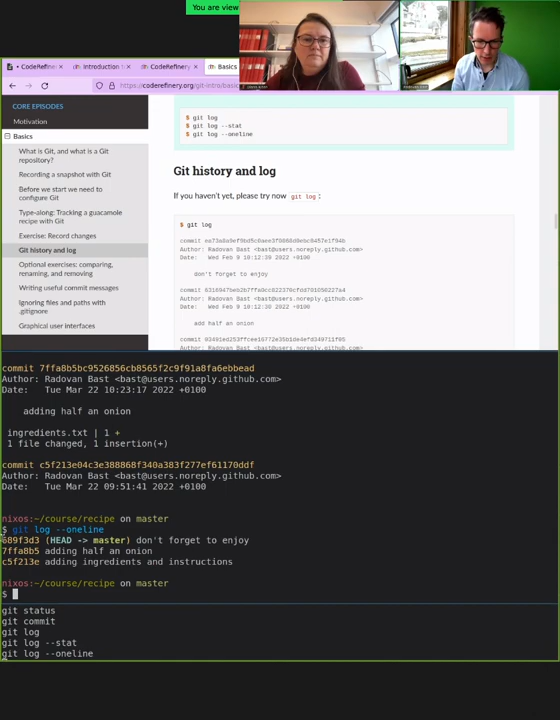 You are view
CodeRefiner
Introduction t
CodeRefine
Basics
https://coderefinery.org/git-intro/basic
CORE EPISODES
Motivation
Basics
What is Git, and what is a Git
repository?
Recording a snapshot with Git
Before we start we need to
configure Git
Type-along: Tracking a guacamole
recipe with Git
Exercise: Record changes
Git history and log
Optional exercises: comparing,
renaming, and removing
Writing useful commit messages
Ignoring files and paths with
.gitignore
Graphical user interfaces
$ git log
$ git log --stat
$ git log --oneline
Git history and log
If you haven't yet, please try now git log:
$ git log
commit
Author: Radovan Bast <bast@users.noreply.github.com>
Date: Wed Feb 9 10:12:39 2022 +0100
don't forget to enjoy
commit
Author: Radovan Bast <bast@users.noreply.github.com>
Date: Wed Feb 9 10:12:30 2022 +0100
add half an onion
commit
Author: Radovan Bast <bast@users.noreply.github.com>
commit 7ffa8b5bc9526856cb8565f2c9f91a8fa6ebbead
Author: Radovan Bast <bast@users.noreply.github.com>
Date: Tue Mar 22 10:23:17 2022 +0100
adding half an onion
ingredients.txt | 1 +
1 file changed, 1 insertion(+)
commit c5f213e04c3e388868f340a383f277ef61170ddf
Author: Radovan Bast <bast@users.noreply.github.com>
Date: Tue Mar 22 09:51:41 2022 +0100
nixos:~/course/recipe on master
$ git log --oneline
689f3d3 (HEAD -> master) don't forget to enjoy
7ffa8b5 adding half an onion
c5f213e adding ingredients and instructions
nixos:~/course/recipe on master
$
git status
git commit
git log
git log --stat
git log --oneline